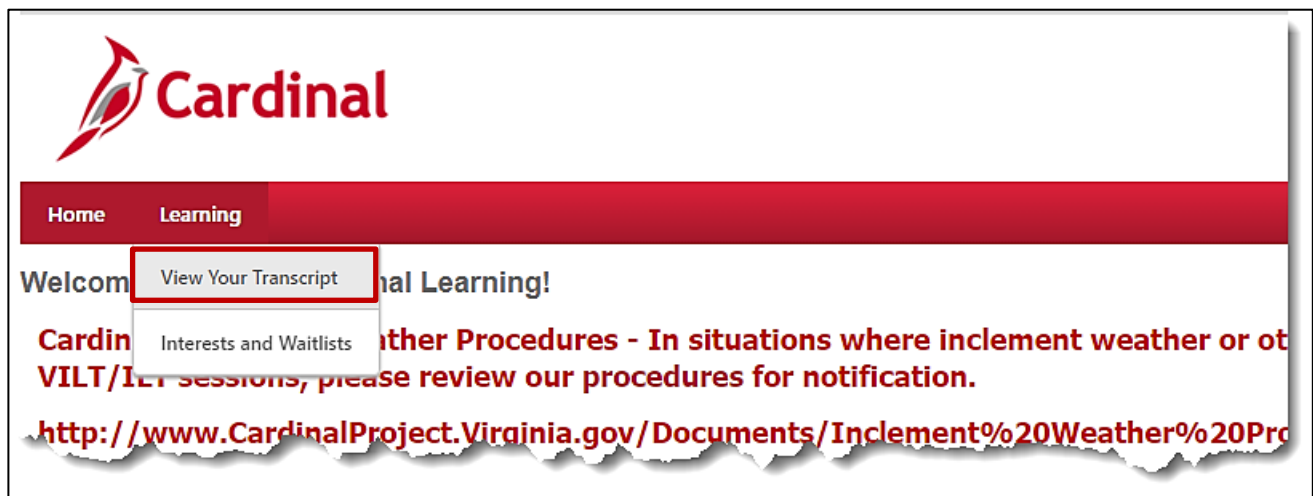 Cardinal
Home Learning
View Your Transcript
Welcom nal Learning!
Interests and Waitlists
Cardin ather Procedures - In situations where inclement weather or ot
VILT/ILT sessions, please review our procedures for notification.
http://www.CardinalProject.Virginia.gov/Documents/Inclement%20Weather%20Pro